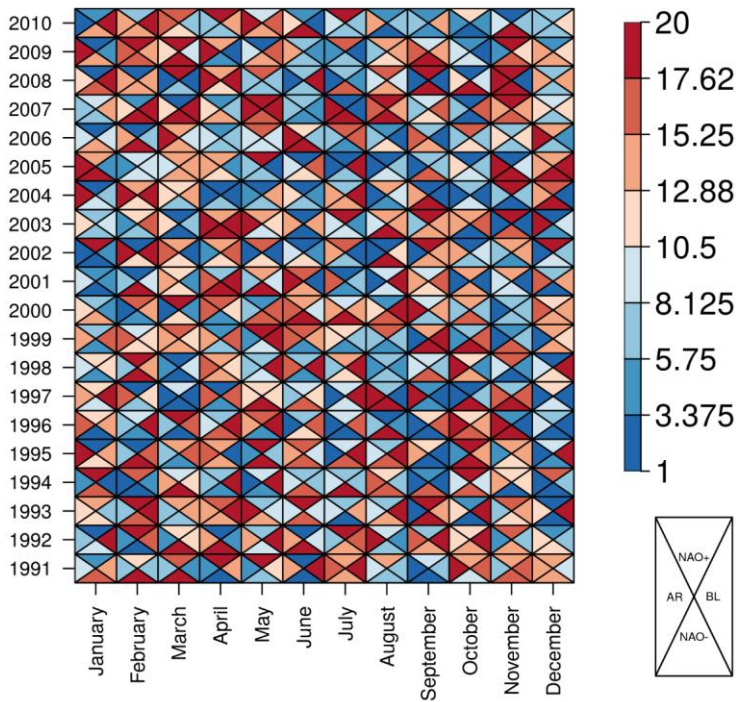 2010
2009
2008
2007
2006
2005
2004
2003
2002
2001
2000
1999
1998
1997
1996
1995
1994
1993
1992
1991
January
February
March
April
May
June
July
August
September
October
November
December
20
17.62
15.25
12.88
10.5
8.125
5.75
3.375
1
NAO+
AR BL
NAO-